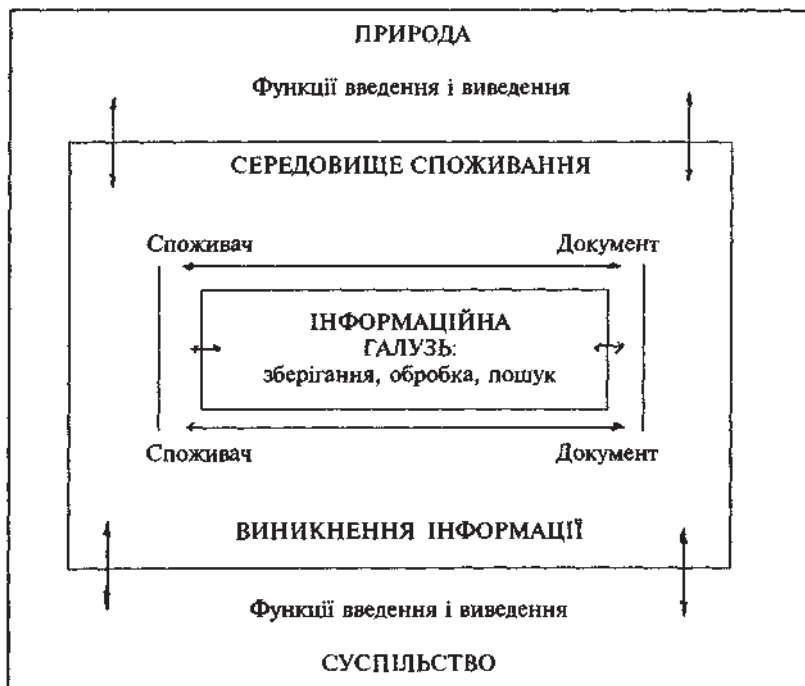 ПРИРОДА
Функції введення і виведення
СЕРЕДОВИЩЕ СПОЖИВАННЯ
Споживач Документ
ІНФОРМАЦІЙНА
ГАЛУЗЬ:
зберігання, обробка, пошук
Споживач Документ
ВИНИКНЕННЯ ІНФОРМАЦІЇ
Функції введення і виведення
СУСПІЛЬСТВО